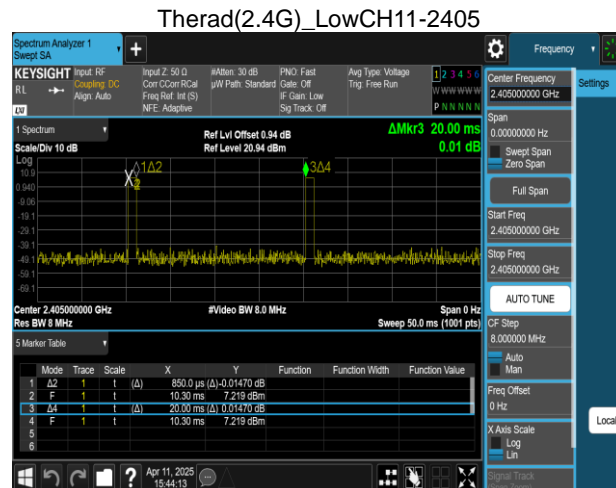 Therad(2.4G)_LowCH11-2405
Spectrum Analyzer 1
Swept SA
Frequency
KEYSIGHT Input: RF Input Z: 50 Ω #Atten: 30 dB PNO: Fast Avg Type: Voltage 1 2 3 4 5 6
RL Coupling: DC Corr CCorr RCal µW Path: Standard Gate: Off Trig: Free Run
Align: Auto Freq Ref: Int (S) IF Gain: Low W W W W W W
NFE: Adaptive Sig Track: Off P N N N N N
LXI
1 Spectrum
Scale/Div 10 dB
Ref Lvl Offset 0.94 dB
Ref Level 20.94 dBm
ΔMkr3 20.00 ms
0.01 dB
Log
10.9
0.940
-9.06
-19.1
-29.1
-39.1
-49.1
-59.1
-69.1
1Δ2
3Δ4
Center 2.405000000 GHz #Video BW 8.0 MHz Span 0 Hz
Res BW 8 MHz Sweep 50.0 ms (1001 pts)
5 Marker Table
Mode Trace Scale X Y Function Function Width Function Value
1 Δ2 1 t (Δ) 850.0 µs (Δ) -0.01470 dB
2 F 1 t 10.30 ms 7.219 dBm
3 Δ4 1 t (Δ) 20.00 ms (Δ) 0.01470 dB
4 F 1 t 10.30 ms 7.219 dBm
5
6
Apr 11, 2025
15:44:13
Center Frequency
2.405000000 GHz
Settings
Span
0.00000000 Hz
Swept Span
Zero Span
Full Span
Start Freq
2.405000000 GHz
Stop Freq
2.405000000 GHz
AUTO TUNE
CF Step
8.000000 MHz
Auto
Man
Freq Offset
0 Hz
Local
X Axis Scale
Log
Lin
Signal Track